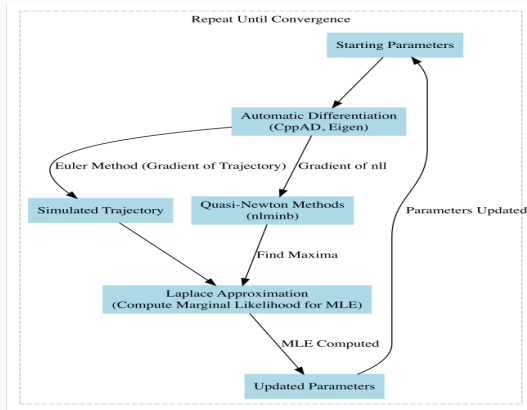 Repeat Until Convergence
Starting Parameters
Automatic Differentiation
(CppAD, Eigen)
Euler Method (Gradient of Trajectory)
Gradient of nll
Simulated Trajectory
Quasi-Newton Methods
(nlminb)
Parameters Updated
Find Maxima
Laplace Approximation
(Compute Marginal Likelihood for MLE)
MLE Computed
Updated Parameters